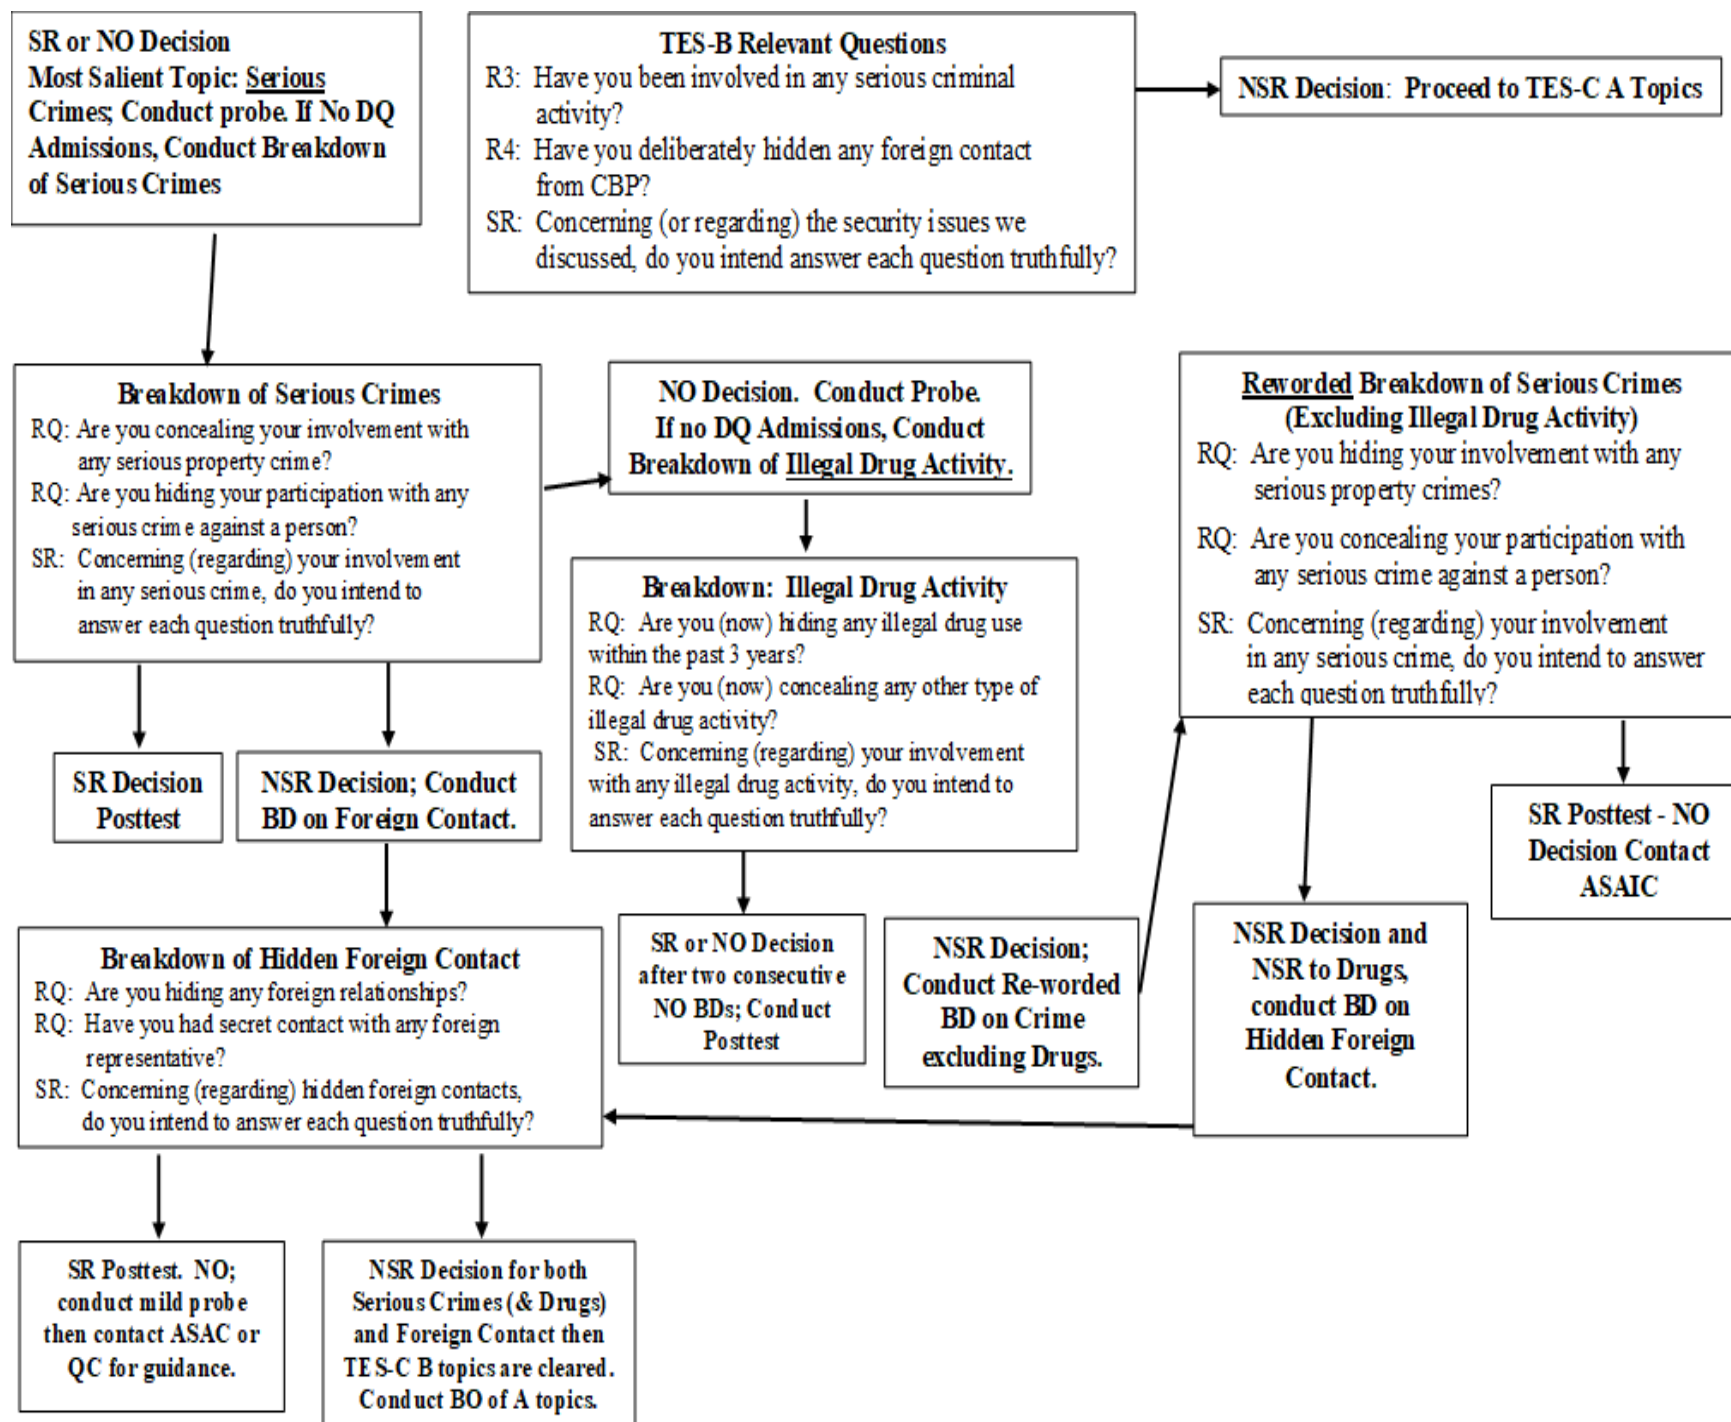 SR or NO Decision
Most Salient Topic: Serious
Crimes; Conduct probe. If No DQ
Admissions, Conduct Breakdown
of Serious Crimes
TES-B Relevant Questions
R3: Have you been involved in any serious criminal
activity?
R4: Have you deliberately hidden any foreign contact
from CBP?
SR: Concerning (or regarding) the security issues we
discussed, do you intend answer each question truthfully?
NSR Decision: Proceed to TES-C A Topics
Breakdown of Serious Crimes
RQ: Are you concealing your involvement with
any serious property crime?
RQ: Are you hiding your participation with any
serious crime against a person?
SR: Concerning (regarding) your involvement
in any serious crime, do you intend to
answer each question truthfully?
NO Decision. Conduct Probe.
If no DQ Admissions, Conduct
Breakdown of Illegal Drug Activity.
Reworded Breakdown of Serious Crimes
(Excluding Illegal Drug Activity)
RQ: Are you hiding your involvement with any
serious property crimes?
RQ: Are you concealing your participation with
any serious crime against a person?
SR: Concerning (regarding) your involvement
in any serious crime, do you intend to answer
each question truthfully?
Breakdown: Illegal Drug Activity
RQ: Are you (now) hiding any illegal drug use
within the past 3 years?
RQ: Are you (now) concealing any other type of
illegal drug activity?
SR: Concerning (regarding) your involvement
with any illegal drug activity, do you intend to
answer each question truthfully?
SR Decision
Posttest
NSR Decision; Conduct
BD on Foreign Contact.
SR Posttest - NO
Decision Contact
ASAIC
Breakdown of Hidden Foreign Contact
RQ: Are you hiding any foreign relationships?
RQ: Have you had secret contact with any foreign
representative?
SR: Concerning (regarding) hidden foreign contacts,
do you intend to answer each question truthfully?
SR or NO Decision
after two consecutive
NO BDs; Conduct
Posttest
NSR Decision;
Conduct Re-worded
BD on Crime
excluding Drugs.
NSR Decision and
NSR to Drugs,
conduct BD on
Hidden Foreign
Contact.
SR Posttest. NO;
conduct mild probe
then contact ASAC or
QC for guidance.
NSR Decision for both
Serious Crimes (& Drugs)
and Foreign Contact then
TES-C B topics are cleared.
Conduct BO of A topics.